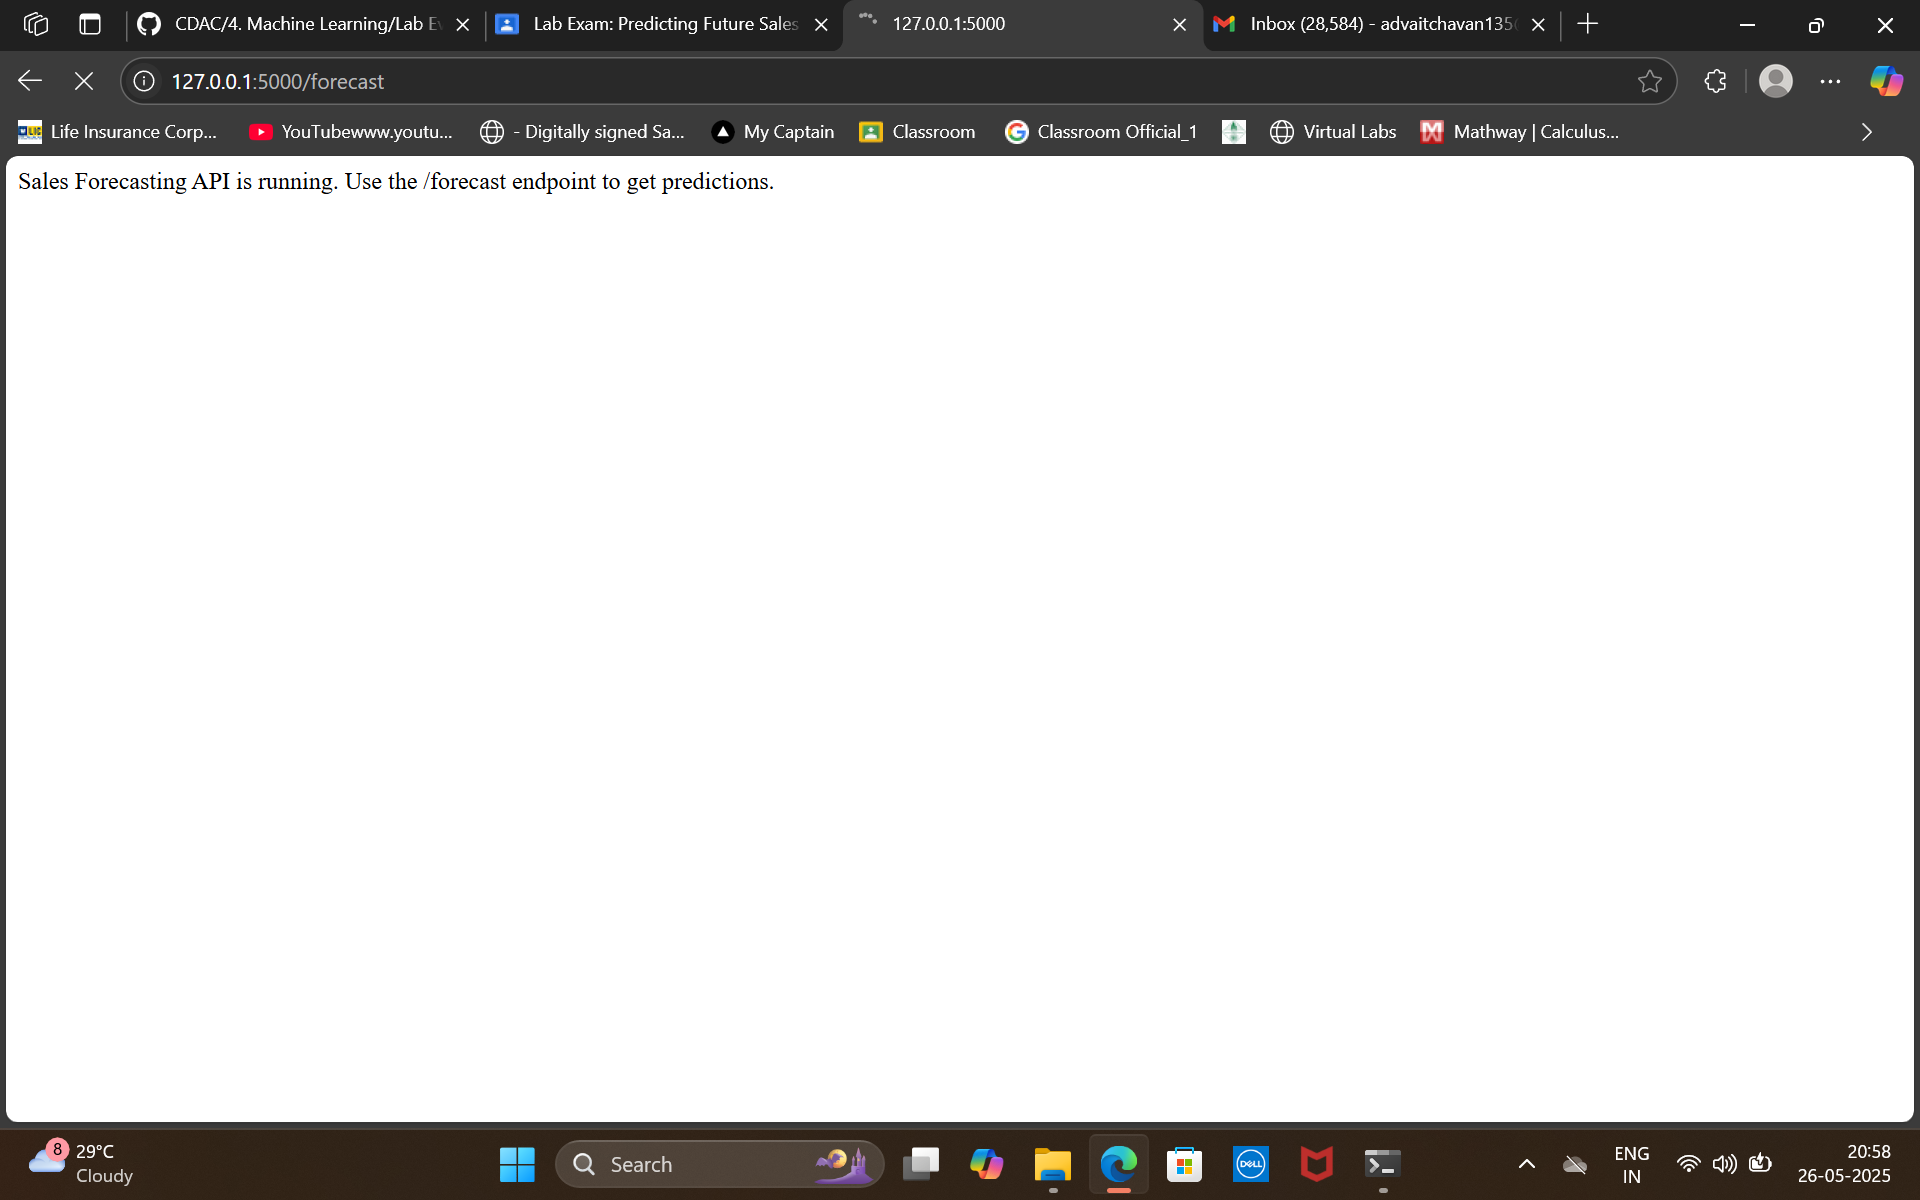 CDAC/4. Machine Learning/Lab E
Lab Exam: Predicting Future Sales
127.0.0.1:5000
Inbox (28,584) - advaitchavan135
127.0.0.1:5000/forecast
LIC
Life Insurance Corp...
YouTubewww.youtu...
- Digitally signed Sa...
My Captain
Classroom
Classroom Official_1
Virtual Labs
Mathway | Calculus...
Sales Forecasting API is running. Use the /forecast endpoint to get predictions.
8
29°C
Cloudy
Search
DELL
ENG
IN
20:58
26-05-2025